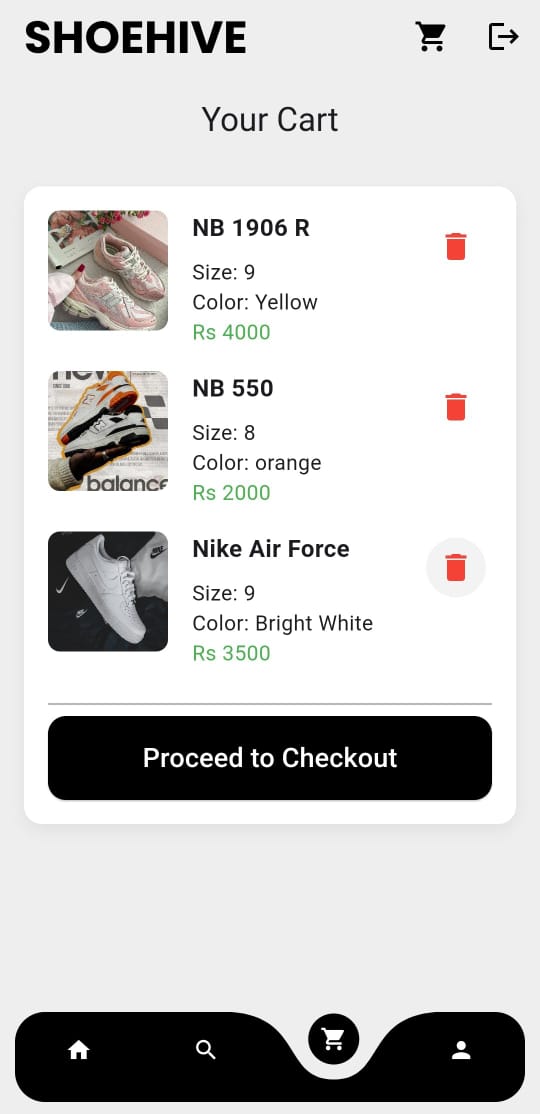 SHOEHIVE
Your Cart
NB 1906 R
Size: 9
Color: Yellow
Rs 4000
NB 550
Size: 8
Color: orange
Rs 2000
balance
Nike Air Force
Size: 9
Color: Bright White
Rs 3500
Proceed to Checkout